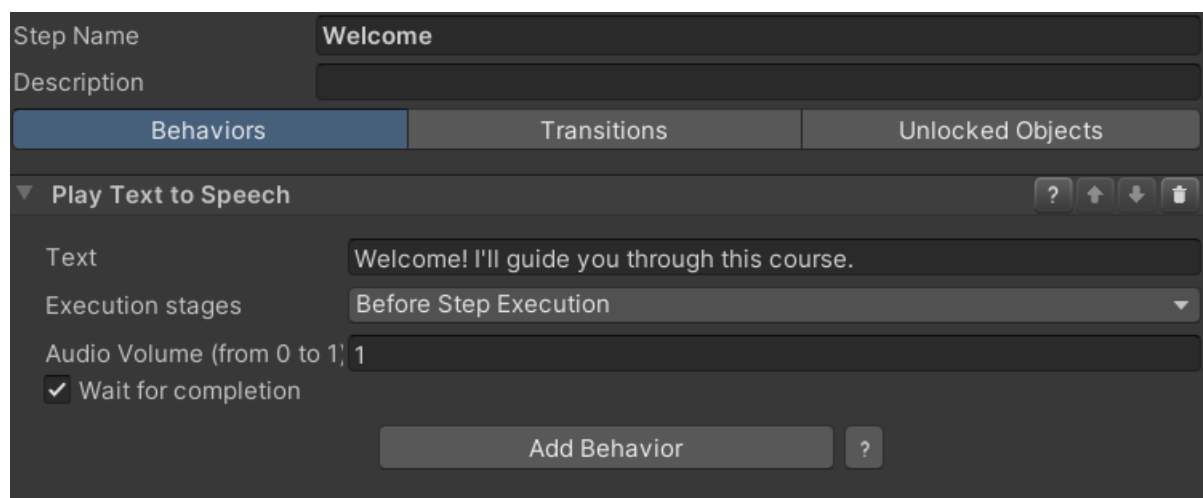 Step Name Welcome
Description
Behaviors Transitions Unlocked Objects
Play Text to Speech ?
Text Welcome! I'll guide you through this course.
Execution stages Before Step Execution
Audio Volume (from 0 to 1) 1
Wait for completion
Add Behavior ?